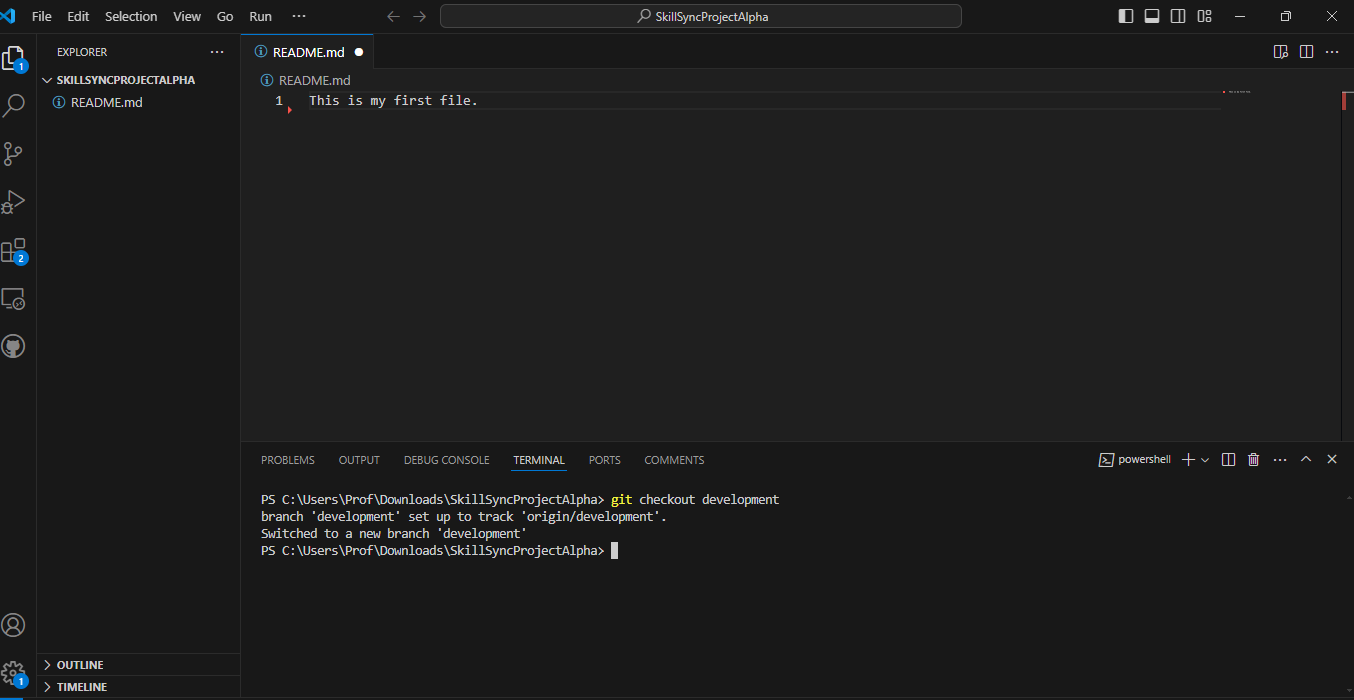 File Edit Selection View Go Run ···
SkillSyncProjectAlpha
EXPLORER
SKILLSYNCPROJECTALPHA
README.md
README.md
README.md
1 This is my first file.
1
2
PROBLEMS OUTPUT DEBUG CONSOLE TERMINAL PORTS COMMENTS
powershell
PS C:\Users\Prof\Downloads\SkillSyncProjectAlpha> git checkout development
branch 'development' set up to track 'origin/development'.
Switched to a new branch 'development'
PS C:\Users\Prof\Downloads\SkillSyncProjectAlpha>
OUTLINE
TIMELINE
1